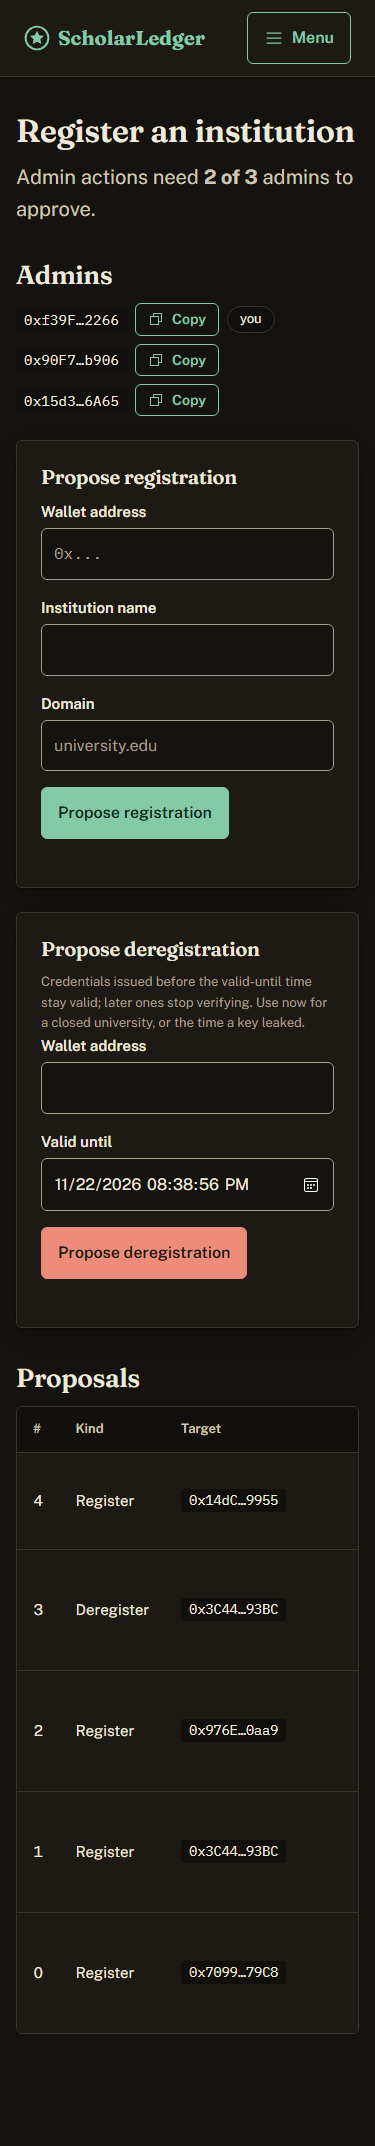 ScholarLedger
Menu
Register an institution
Admin actions need 2 of 3 admins to
approve.
Admins
0xf39F…2266 Copy you
0x90F7…b906 Copy
0x15d3…6A65 Copy
Propose registration
Wallet address
0x...
Institution name
Domain
university.edu
Propose registration
Propose deregistration
Credentials issued before the valid-until time
stay valid; later ones stop verifying. Use now for
a closed university, or the time a key leaked.
Wallet address
Valid until
11/22/2026 08:38:56 PM
Propose deregistration
Proposals
# Kind Target
4 Register 0x14dC…9955
3 Deregister 0x3C44…93BC
2 Register 0x976E…0aa9
1 Register 0x3C44…93BC
0 Register 0x7099…79C8